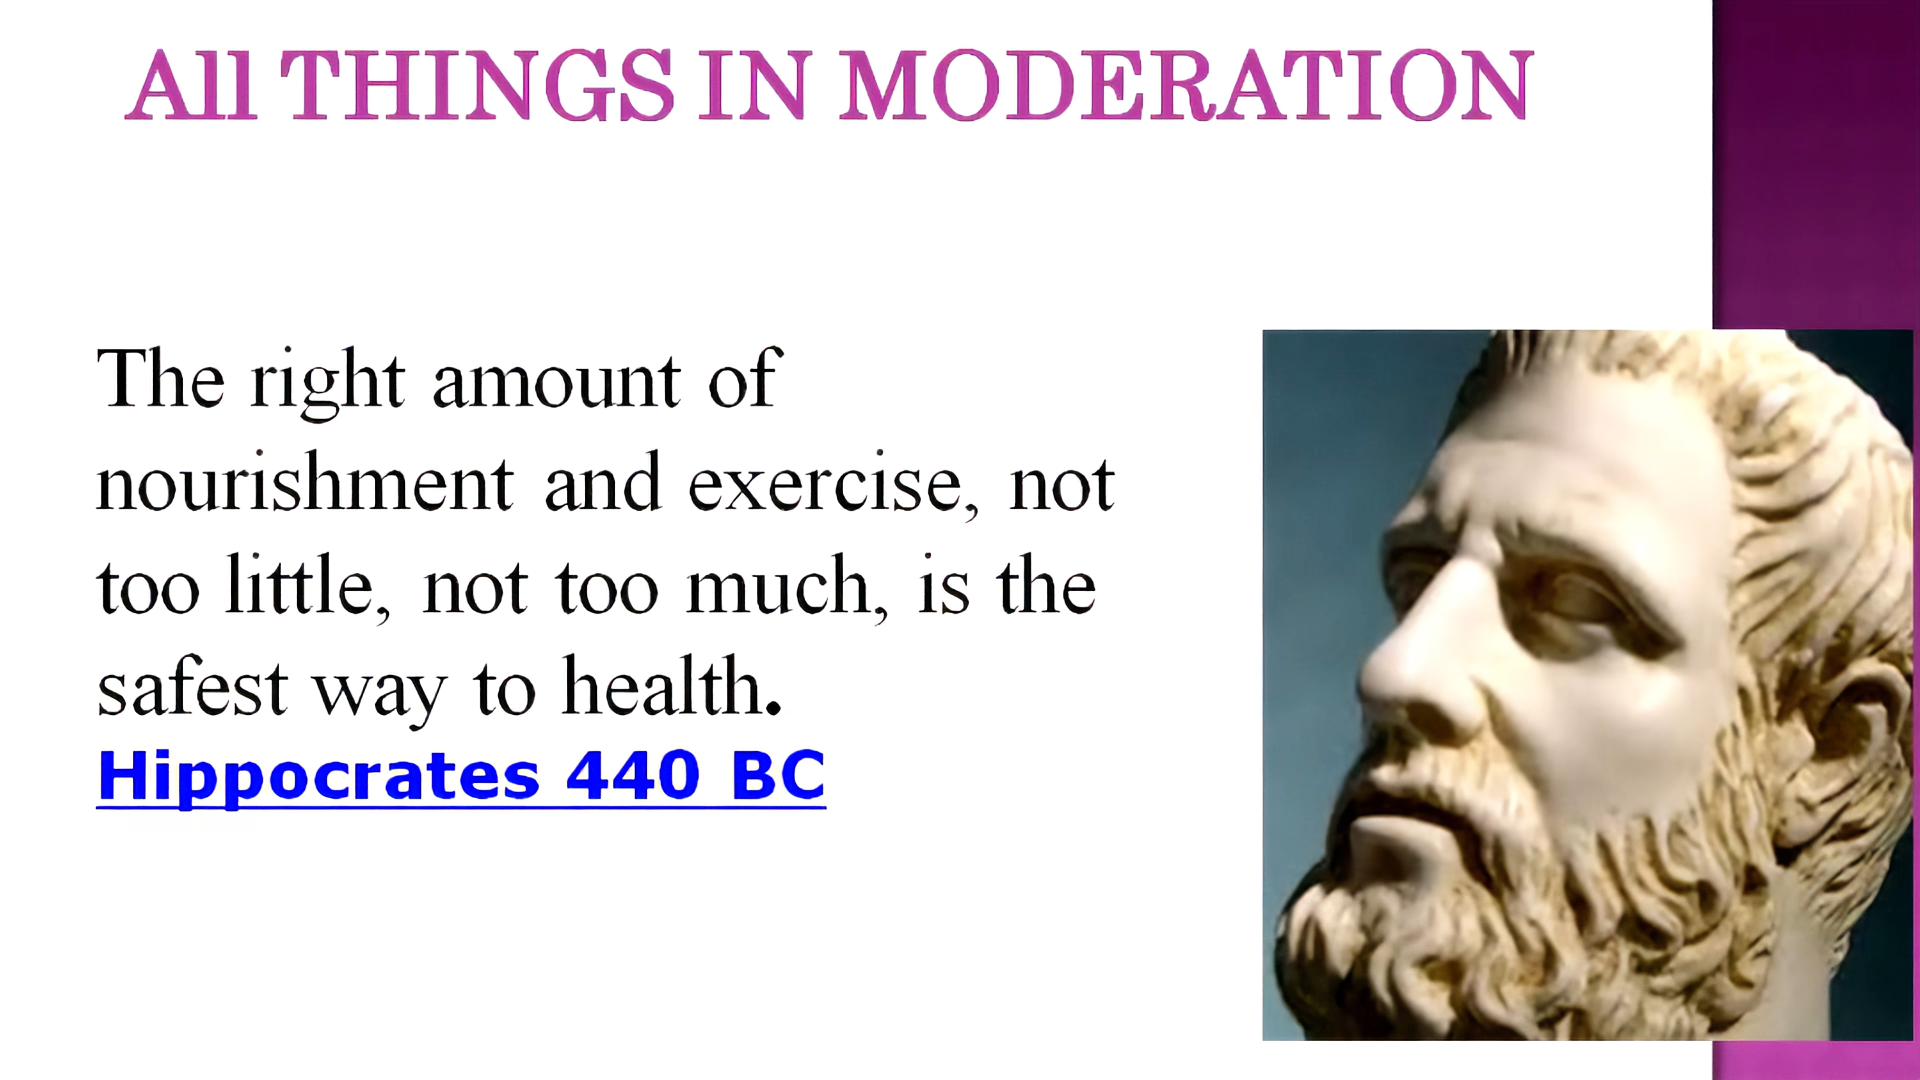 All THINGS IN MODERATION
The right amount of
nourishment and exercise, not
too little, not too much, is the
safest way to health.
Hippocrates 440 BC